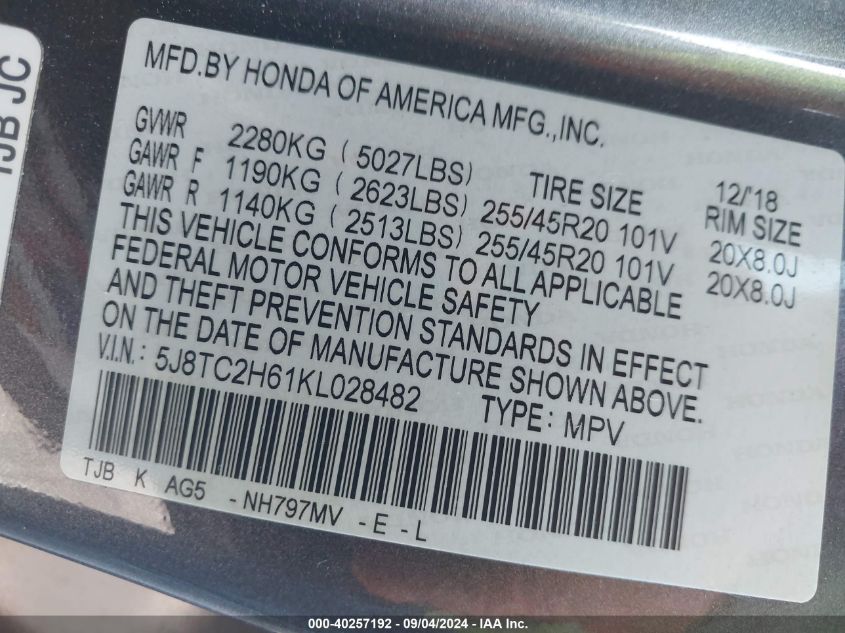 TJB JC
MFD.BY HONDA OF AMERICA MFG.,INC.
GVWR 2280KG (5027LBS) TIRE SIZE 12/'18
GAWR F 1190KG (2623LBS) 255/45R20 101V RIM SIZE 20X8.0J
GAWR R 1140KG (2513LBS) 255/45R20 101V 20X8.0J
THIS VEHICLE CONFORMS TO ALL APPLICABLE
FEDERAL MOTOR VEHICLE SAFETY
AND THEFT PREVENTION STANDARDS IN EFFECT
ON THE DATE OF MANUFACTURE SHOWN ABOVE.
V.I.N.: 5J8TC2H61KL028482 TYPE: MPV
TJB K AG5 -NH797MV -E-L
000-40257192 - 09/04/2024 - IAA Inc.